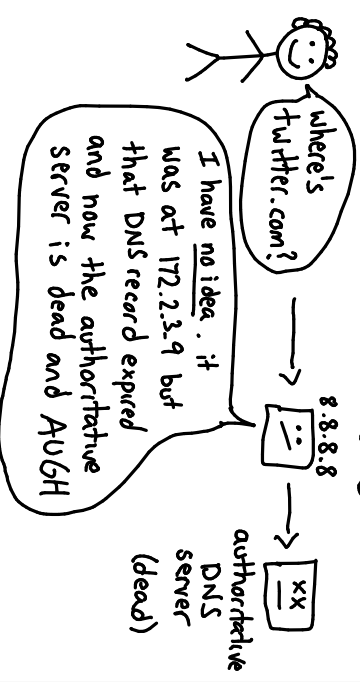 where's
twitter.com?
8.8.8.8
I have no idea. it
was at 172.2.3.9 but
that DNS record expired
and now the authoritative
server is dead and AUGH
xx
authoritative
DNS
server
(dead)